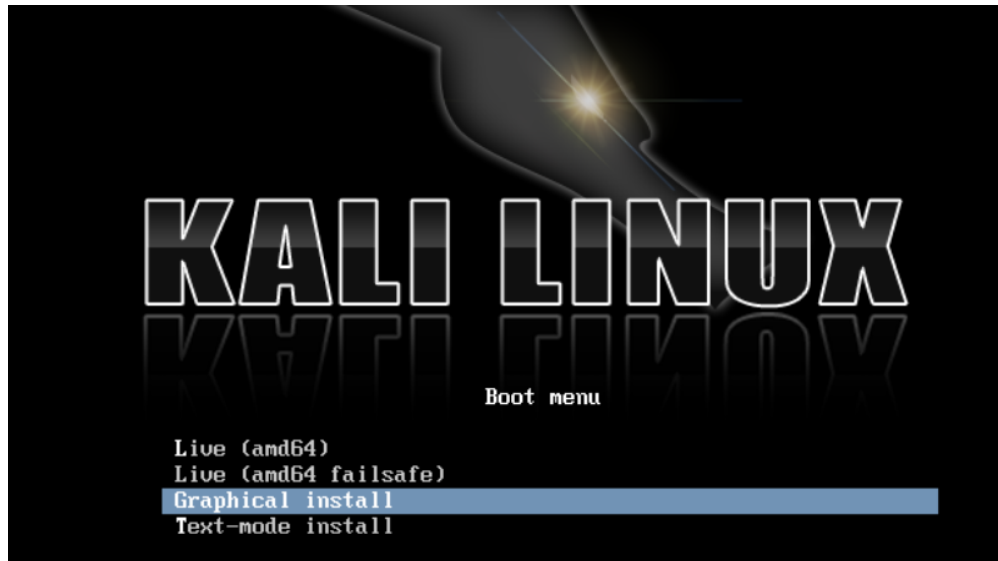 KALI LINUX
Boot menu
Live (amd64)
Live (amd64 failsafe)
Graphical install
Text-mode install